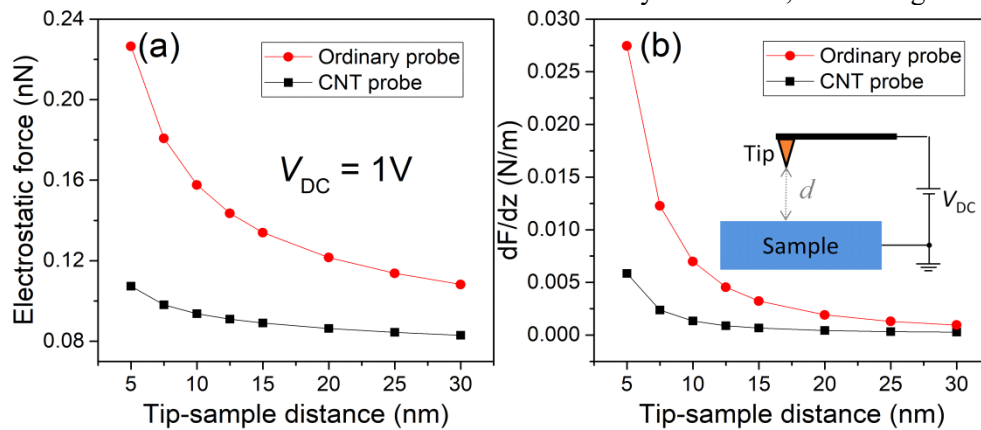 (a)
Ordinary probe
CNT probe
V_DC = 1V
0.24
0.20
0.16
0.12
0.08
Electrostatic force (nN)
5 10 15 20 25 30
Tip-sample distance (nm)
(b)
Ordinary probe
CNT probe
Tip
d
V_DC
Sample
0.030
0.025
0.020
0.015
0.010
0.005
0.000
dF/dz (N/m)
5 10 15 20 25 30
Tip-sample distance (nm)